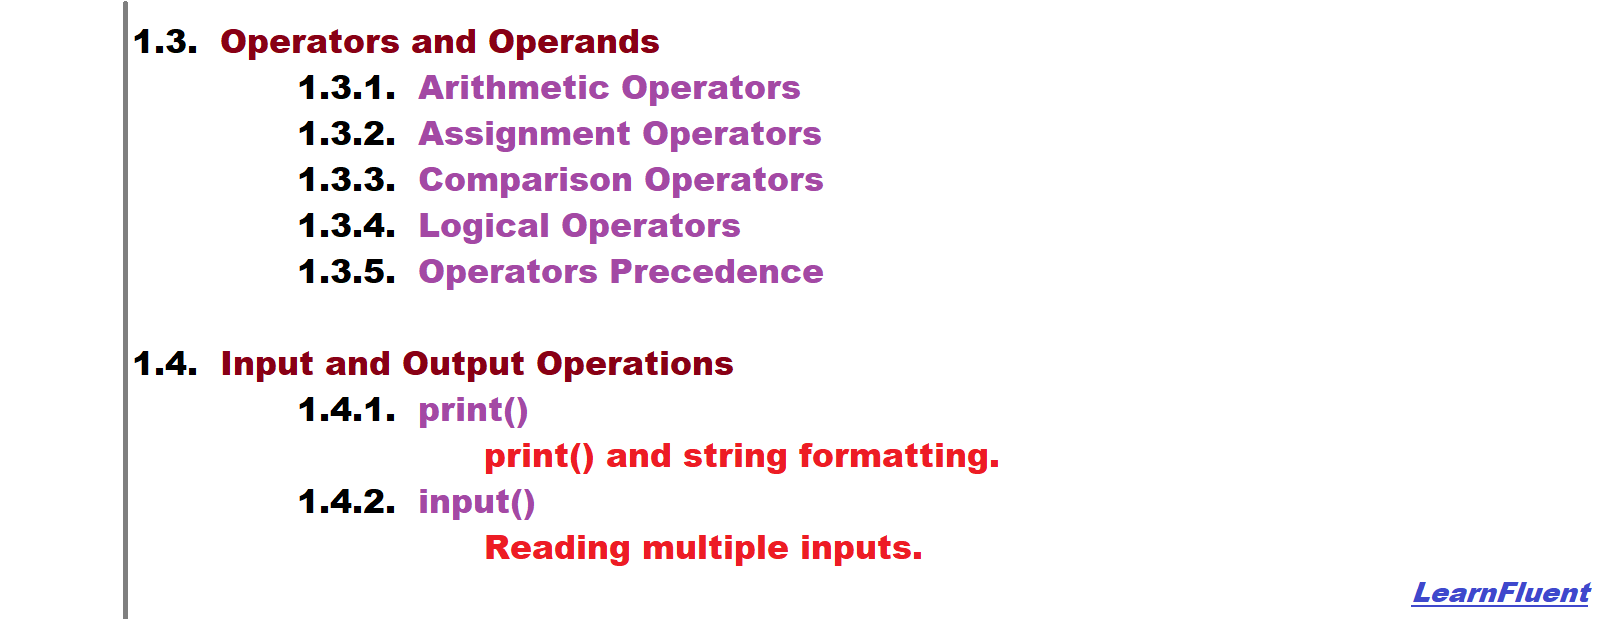 1.3. Operators and Operands
1.3.1. Arithmetic Operators
1.3.2. Assignment Operators
1.3.3. Comparison Operators
1.3.4. Logical Operators
1.3.5. Operators Precedence
1.4. Input and Output Operations
1.4.1. print()
print() and string formatting.
1.4.2. input()
Reading multiple inputs.
LearnFluent